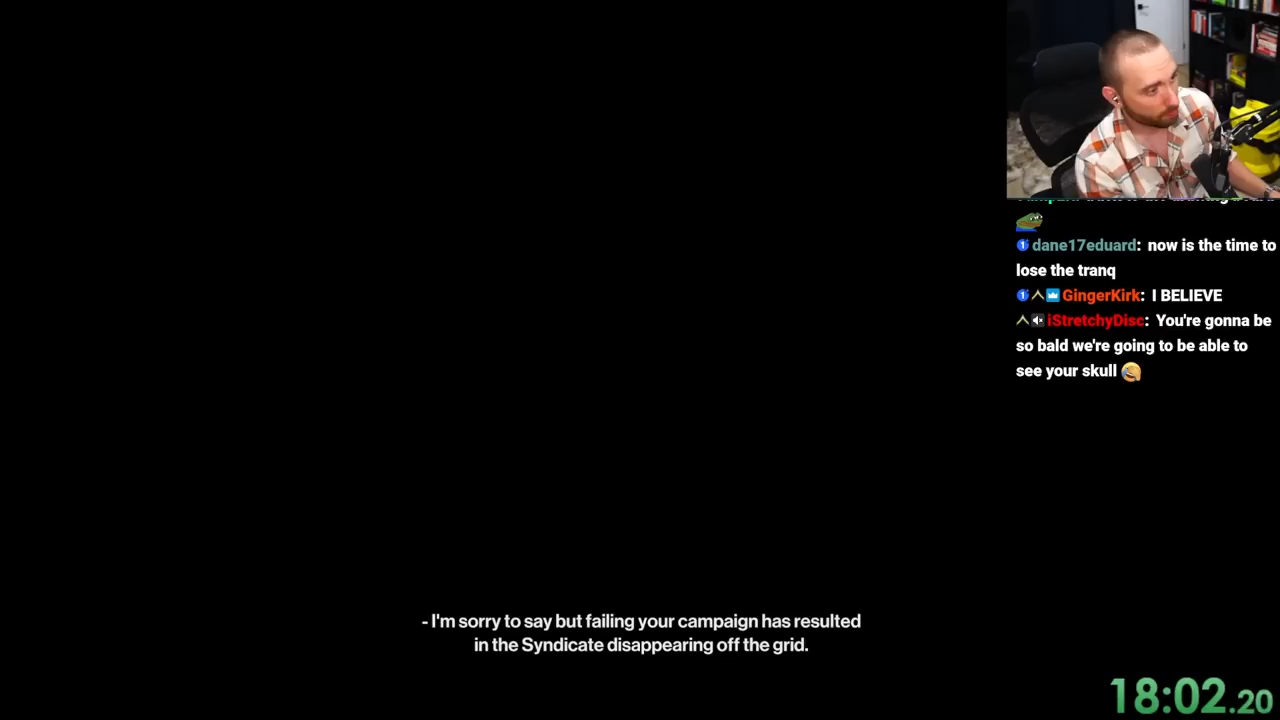 dane17eduard: now is the time to
lose the tranq
GingerKirk: I BELIEVE
iStretchyDisc: You're gonna be
so bald we're going to be able to
see your skull
- I'm sorry to say but failing your campaign has resulted
in the Syndicate disappearing off the grid.
18:02.20